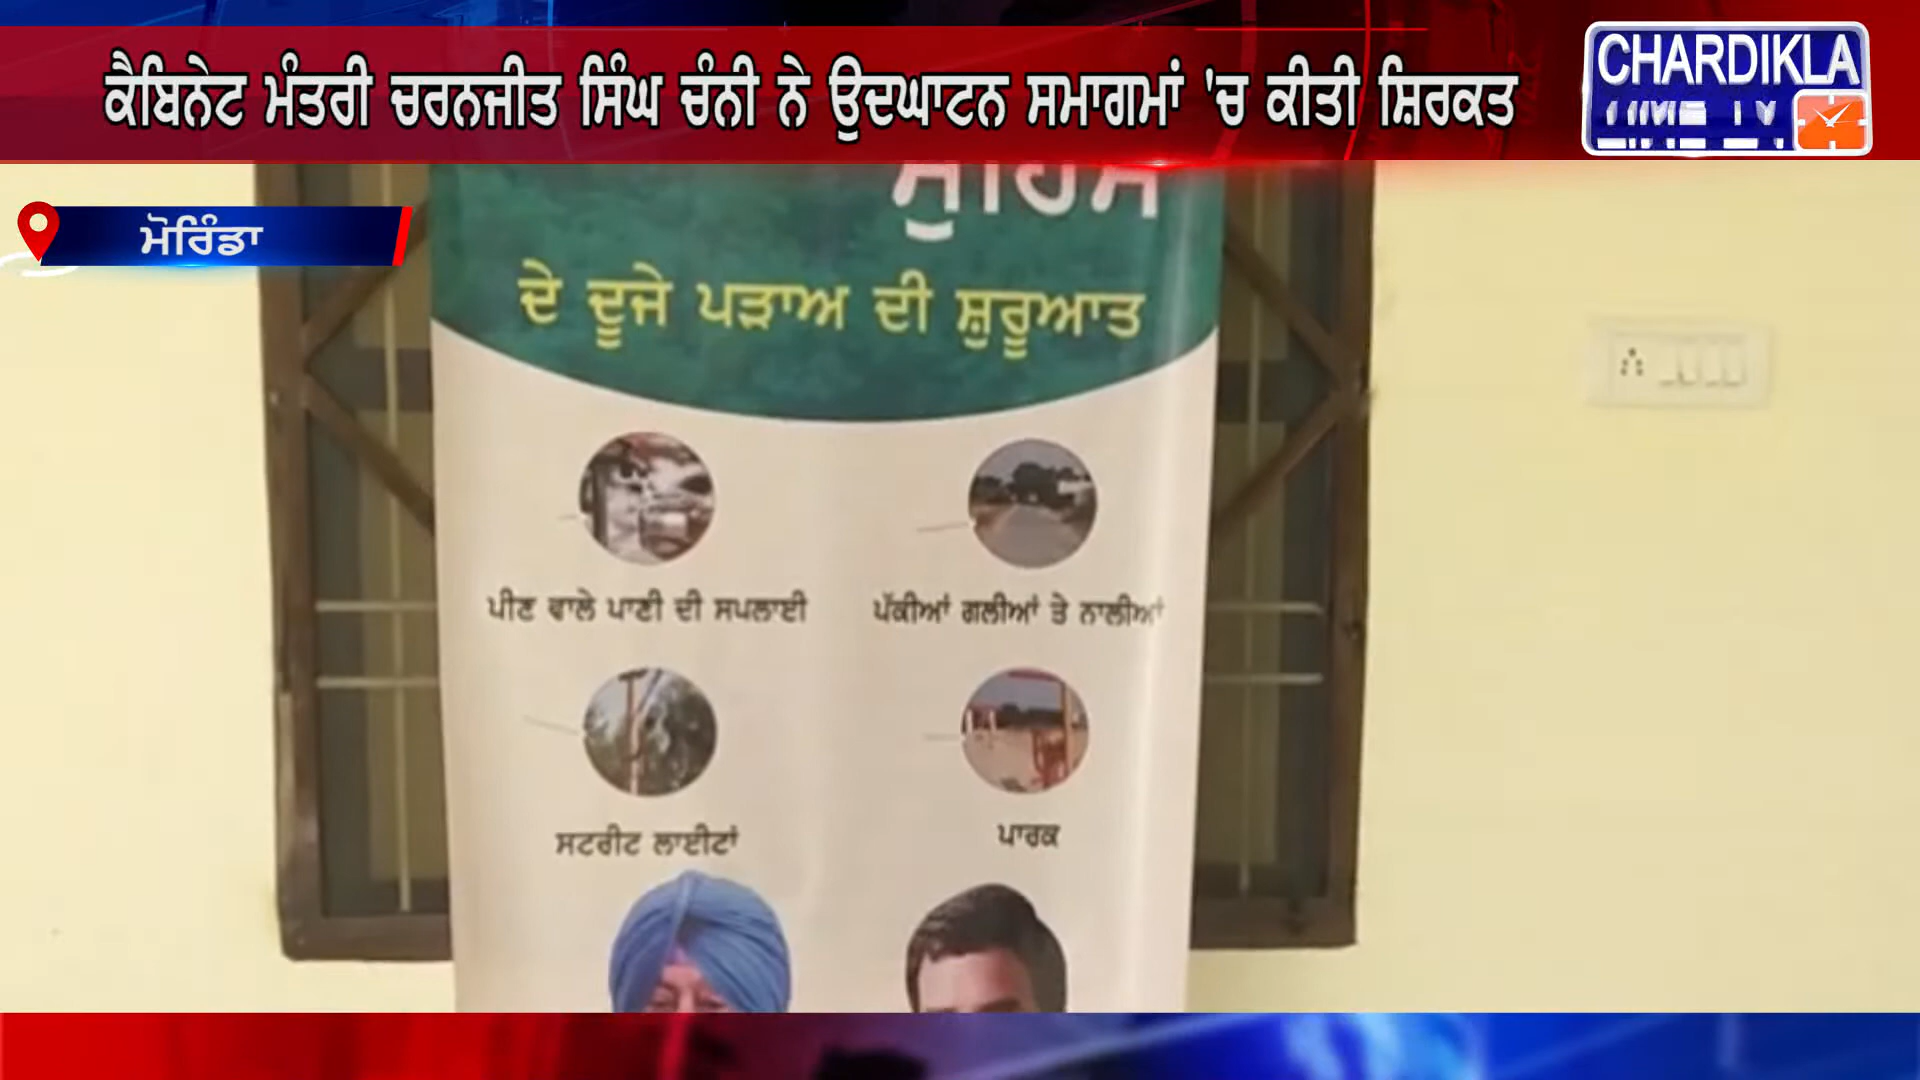 ਕੈਬਿਨੇਟ ਮੰਤਰੀ ਚਰਨਜੀਤ ਸਿੰਘ ਚੰਨੀ ਨੇ ਉਦਘਾਟਨ ਸਮਾਗਮਾਂ 'ਚ ਕੀਤੀ ਸ਼ਿਰਕਤ
CHARDIKLA
ਮੋਰਿੰਡਾ
ਦੇ ਦੂਜੇ ਪੜਾਅ ਦੀ ਸ਼ੁਰੂਆਤ
ਪੀਣ ਵਾਲੇ ਪਾਣੀ ਦੀ ਸਪਲਾਈ
ਪੱਕੀਆਂ ਗਲੀਆਂ ਤੇ ਨਾਲੀਆਂ
ਸਟਰੀਟ ਲਾਈਟਾਂ
ਪਾਰਕ